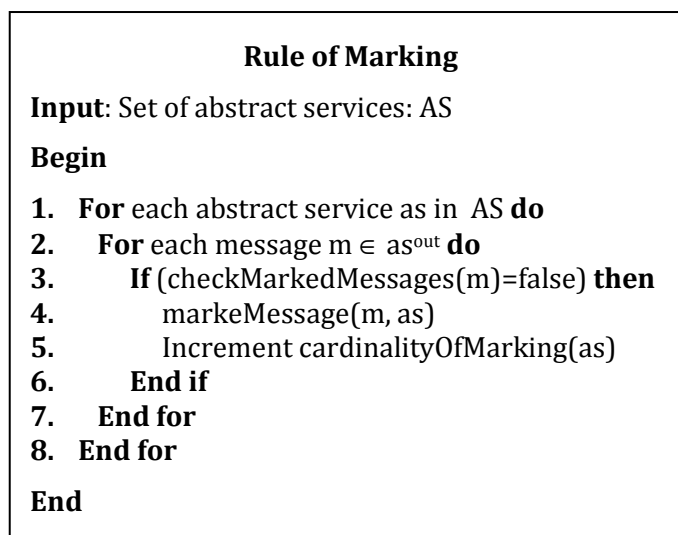 Rule of Marking
Input: Set of abstract services: AS
Begin
1. For each abstract service as in AS do
2. For each message m ∈ as^out do
3. If (checkMarkedMessages(m)=false) then
4. markeMessage(m, as)
5. Increment cardinalityOfMarking(as)
6. End if
7. End for
8. End for
End